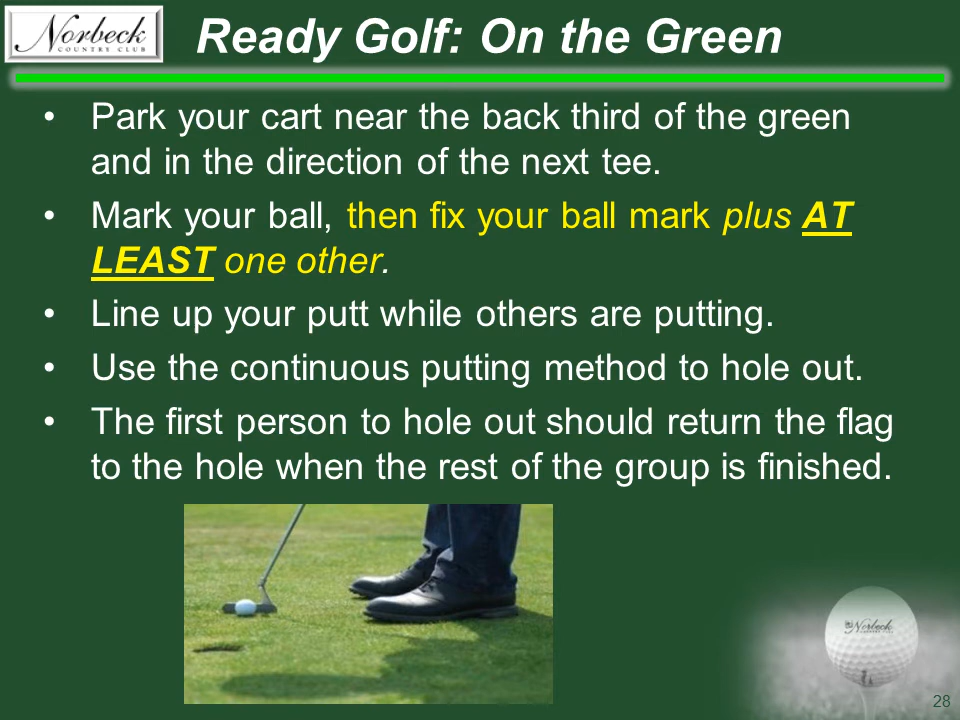 Norbeck
COUNTRY CLUB
Ready Golf: On the Green
• Park your cart near the back third of the green
and in the direction of the next tee.
• Mark your ball, then fix your ball mark plus AT
LEAST one other.
• Line up your putt while others are putting.
• Use the continuous putting method to hole out.
• The first person to hole out should return the flag
to the hole when the rest of the group is finished.
Norbeck
COUNTRY CLUB
28